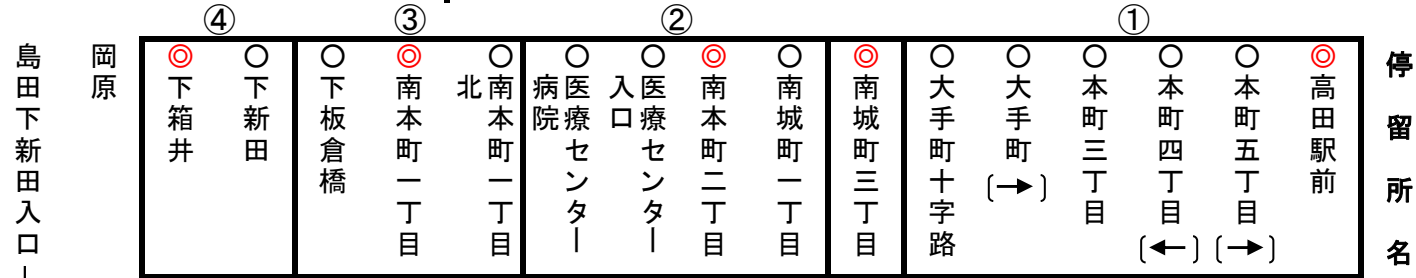 停留所名
①
◎高田駅前
○本町五丁目(→)
○本町四丁目(←)
○本町三丁目
○大手町(→)
○大手町十字路
◎南城町三丁目
②
○南城町一丁目
◎南本町二丁目
○医療センター
入口
○医療センター
病院
③
○南本町一丁目
北
◎南本町一丁目
○下板倉橋
④
○下新田
◎下箱井
岡原
島田下新田入口